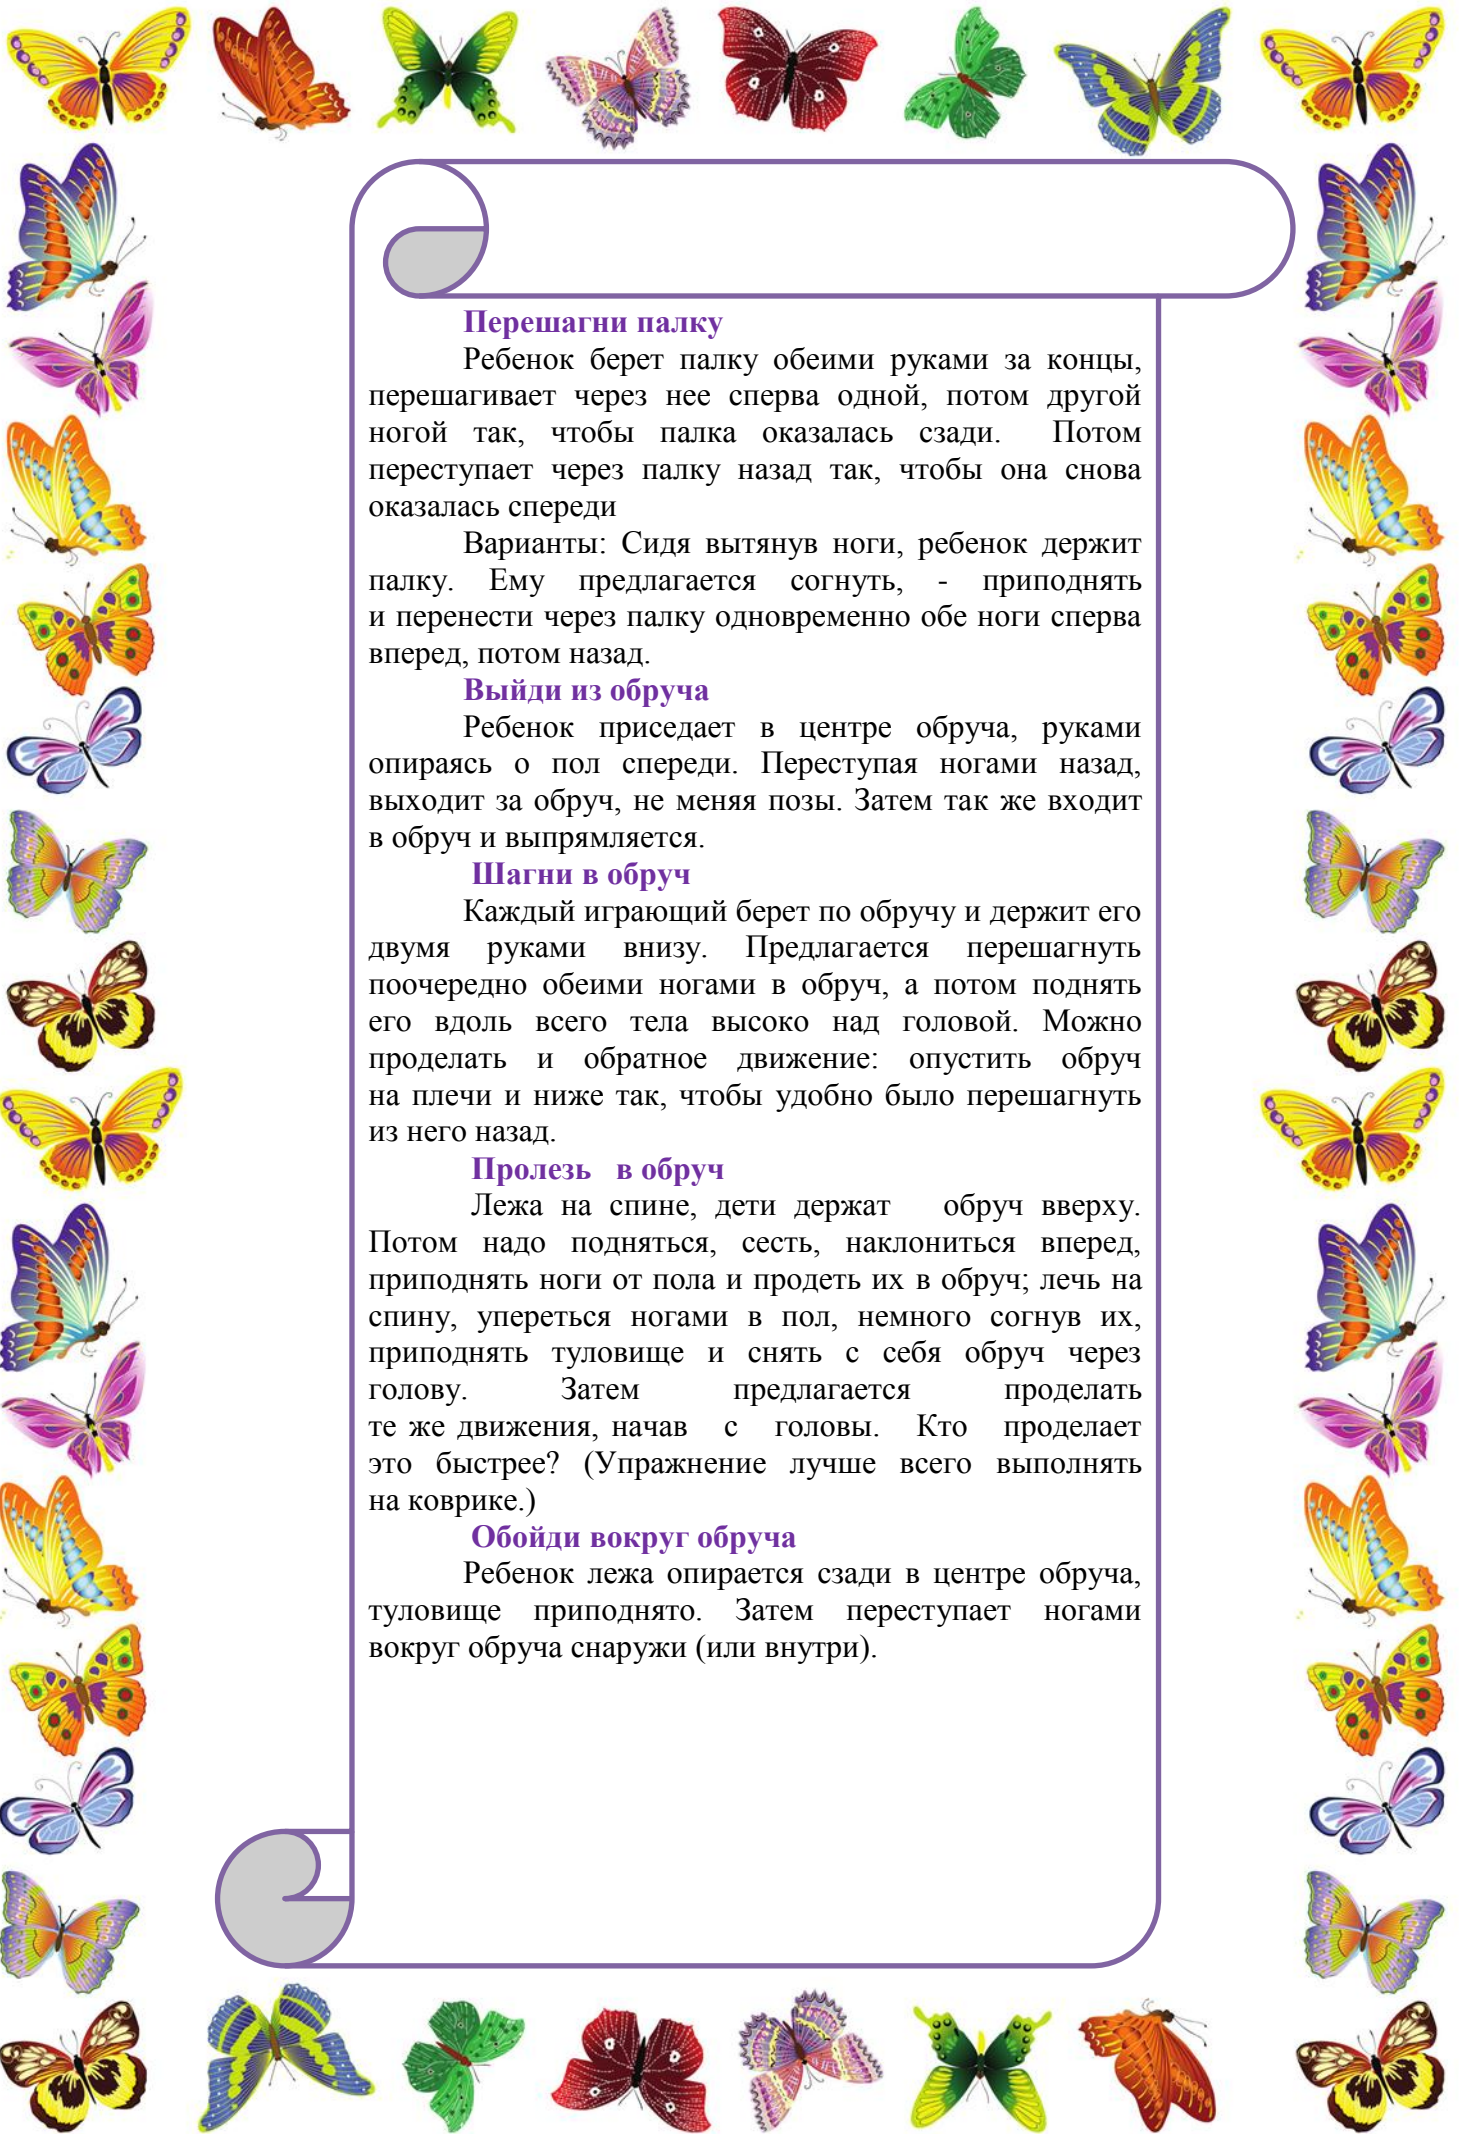 Перешагни палку
Ребенок берет палку обеими руками за концы,
перешагивает через нее сперва одной, потом другой
ногой так, чтобы палка оказалась сзади. Потом
переступает через палку назад так, чтобы она снова
оказалась спереди
Варианты: Сидя вытянув ноги, ребенок держит
палку. Ему предлагается согнуть, - приподнять
и перенести через палку одновременно обе ноги сперва
вперед, потом назад.
Выйди из обруча
Ребенок приседает в центре обруча, руками
опираясь о пол спереди. Переступая ногами назад,
выходит за обруч, не меняя позы. Затем так же входит
в обруч и выпрямляется.
Шагни в обруч
Каждый играющий берет по обручу и держит его
двумя руками внизу. Предлагается перешагнуть
поочередно обеими ногами в обруч, а потом поднять
его вдоль всего тела высоко над головой. Можно
проделать и обратное движение: опустить обруч
на плечи и ниже так, чтобы удобно было перешагнуть
из него назад.
Пролезь в обруч
Лежа на спине, дети держат обруч вверху.
Потом надо подняться, сесть, наклониться вперед,
приподнять ноги от пола и продеть их в обруч; лечь на
спину, упереться ногами в пол, немного согнув их,
приподнять туловище и снять с себя обруч через
голову. Затем предлагается проделать
те же движения, начав с головы. Кто проделает
это быстрее? (Упражнение лучше всего выполнять
на коврике.)
Обойди вокруг обруча
Ребенок лежа опирается сзади в центре обруча,
туловище приподнято. Затем переступает ногами
вокруг обруча снаружи (или внутри).